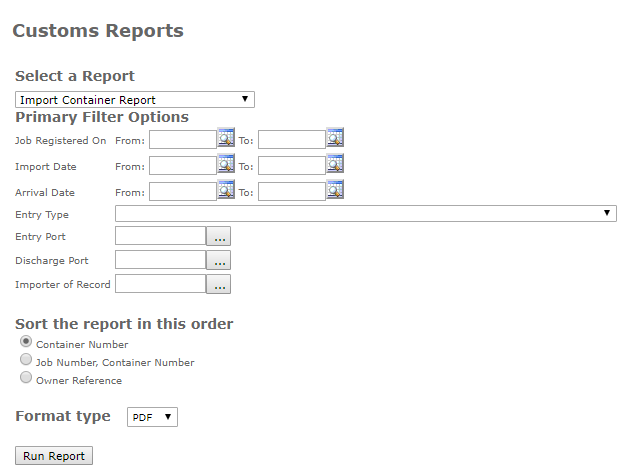 Customs Reports
Select a Report
Import Container Report
Primary Filter Options
Job Registered On From: To:
Import Date From: To:
Arrival Date From: To:
Entry Type
Entry Port ...
Discharge Port ...
Importer of Record ...
Sort the report in this order
Container Number
Job Number, Container Number
Owner Reference
Format type PDF
Run Report